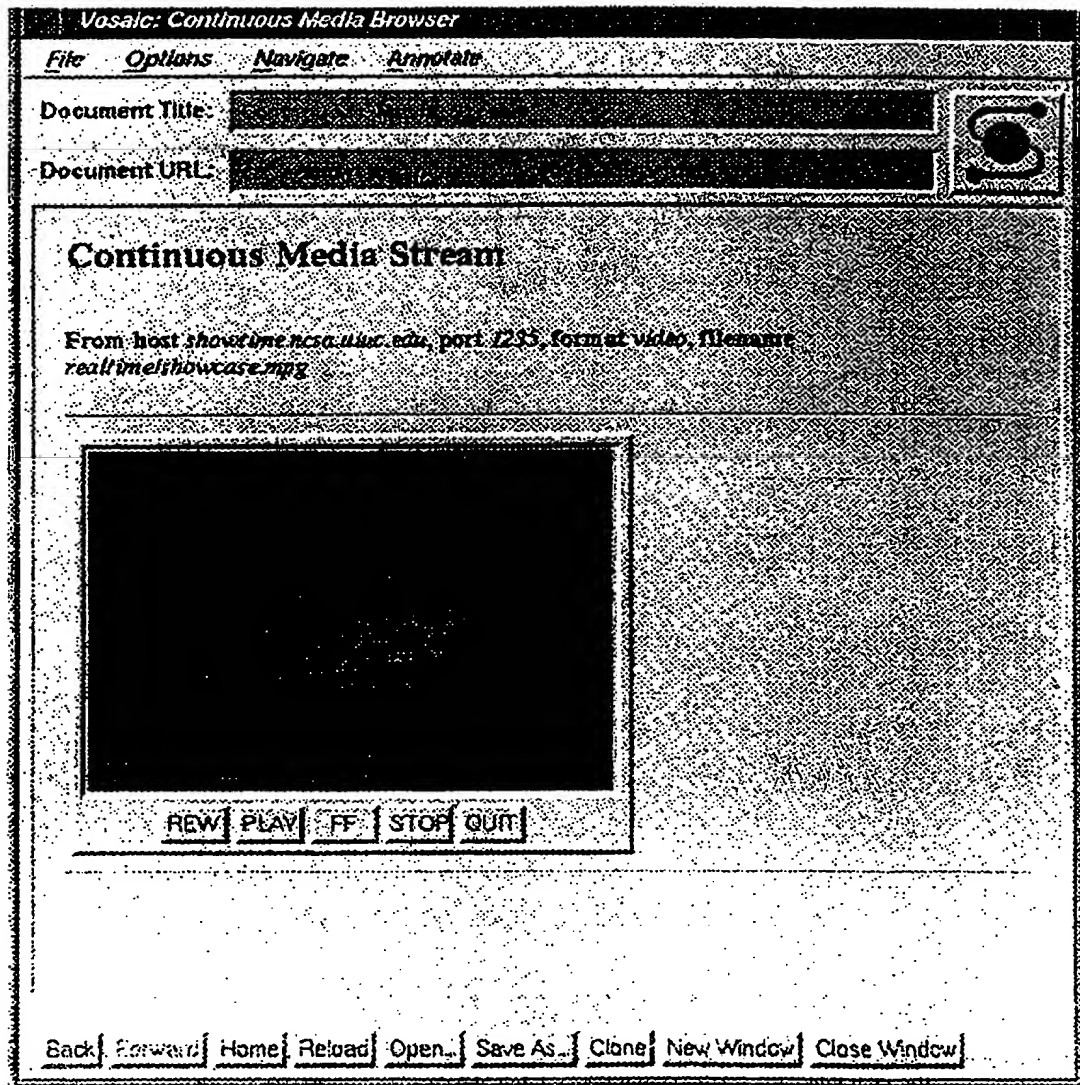 Vosaic: Continuous Media Browser
File Options Navigate Annotate
Document Title:
Document URL:
Continuous Media Stream
From host showtime.ncsa.uiuc.edu, port 1235, format video, filename
realtime/showcase.mpg
REW PLAY FF STOP QUIT
Back Forward Home Reload Open... Save As... Clone New Window Close Window